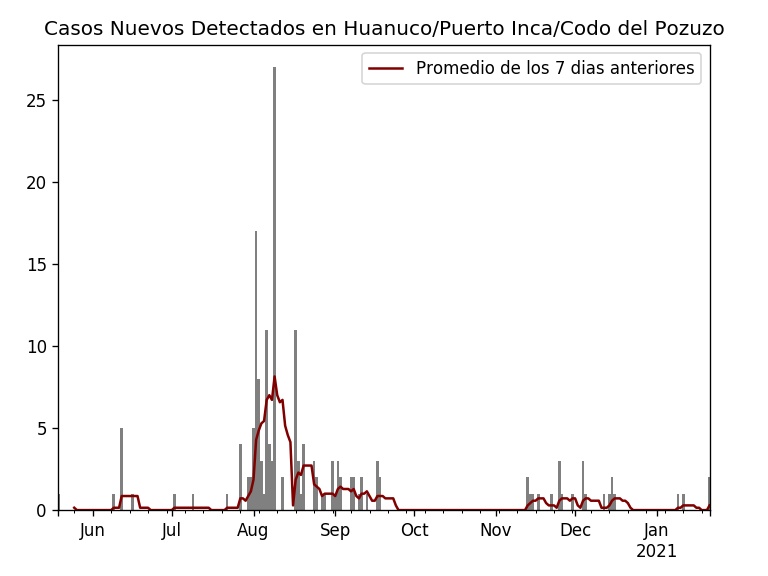 Casos Nuevos Detectados en Huanuco/Puerto Inca/Codo del Pozuzo
Promedio de los 7 dias anteriores
25
20
15
10
5
0
Jun Jul Aug Sep Oct Nov Dec Jan
2021